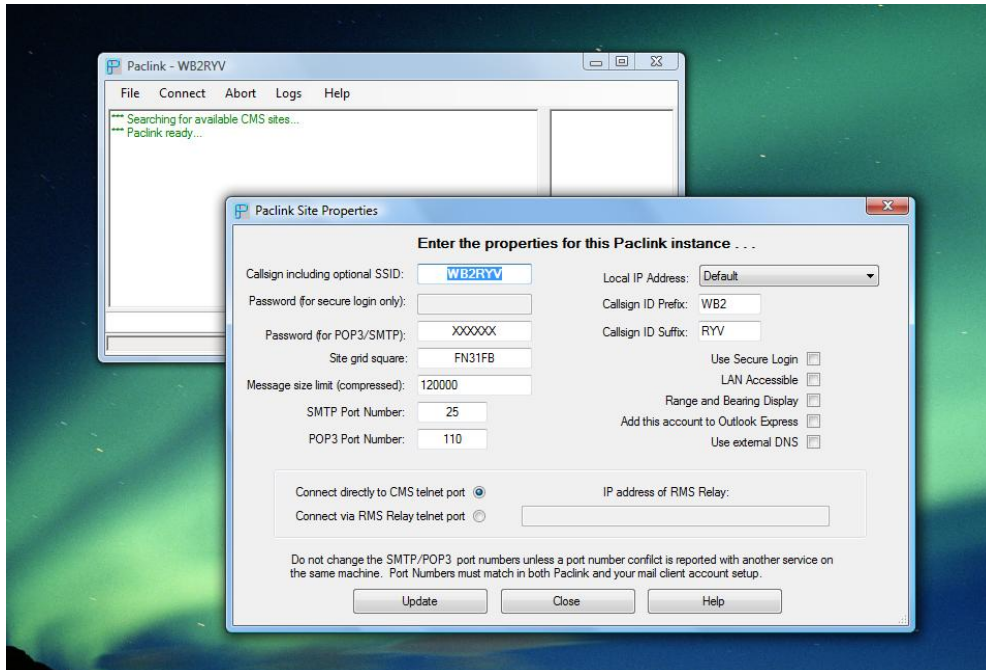 Paclink - WB2RYV
File Connect Abort Logs Help
*** Searching for available CMS sites...
*** Paclink ready...
Paclink Site Properties
Enter the properties for this Paclink instance . . .
Callsign including optional SSID: WB2RYV
Local IP Address: Default
Password (for secure login only):
Callsign ID Prefix: WB2
Password (for POP3/SMTP): XXXXXX
Callsign ID Suffix: RYV
Site grid square: FN31FB
Use Secure Login
Message size limit (compressed): 120000
LAN Accessible
Range and Bearing Display
SMTP Port Number: 25
Add this account to Outlook Express
POP3 Port Number: 110
Use external DNS
Connect directly to CMS telnet port
IP address of RMS Relay:
Connect via RMS Relay telnet port
Do not change the SMTP/POP3 port numbers unless a port number confilct is reported with another service on
the same machine. Port Numbers must match in both Paclink and your mail client account setup.
Update Close Help